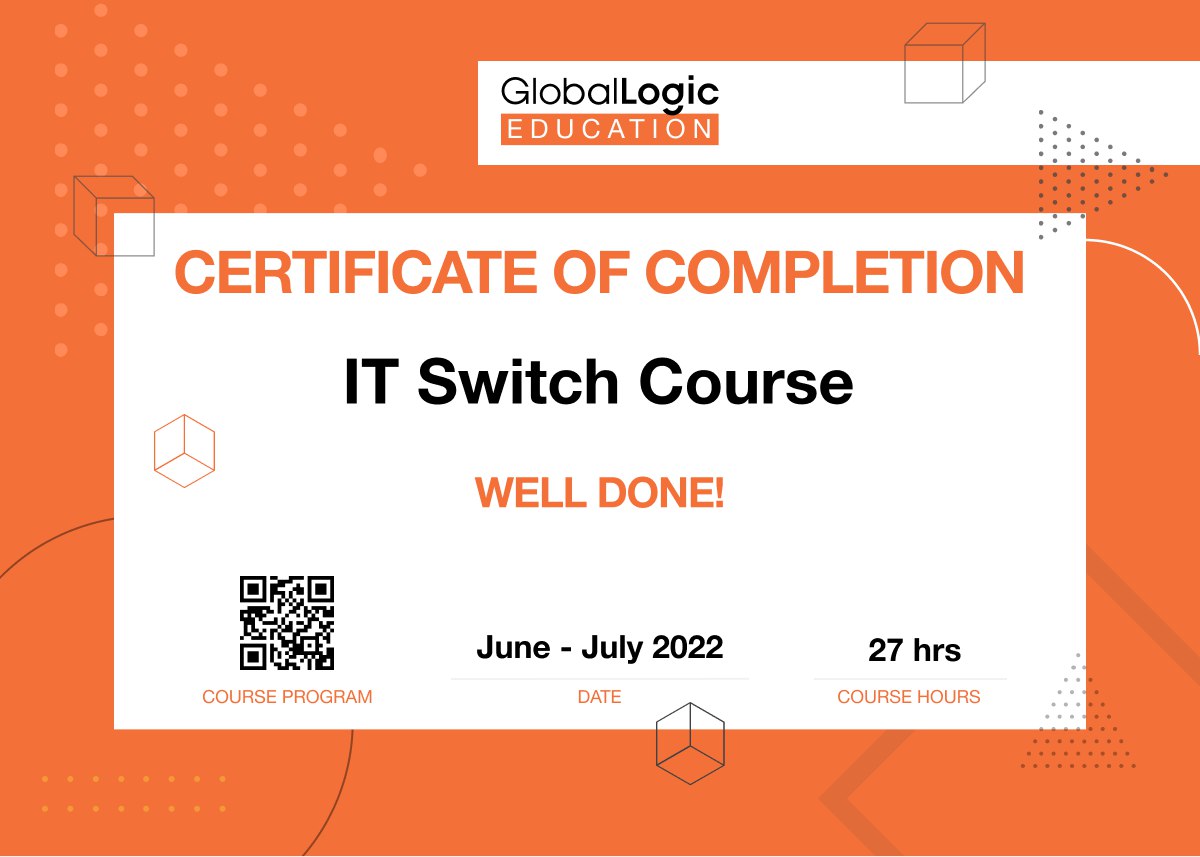 GlobalLogic
EDUCATION
CERTIFICATE OF COMPLETION
IT Switch Course
WELL DONE!
June - July 2022
27 hrs
COURSE PROGRAM
DATE
COURSE HOURS